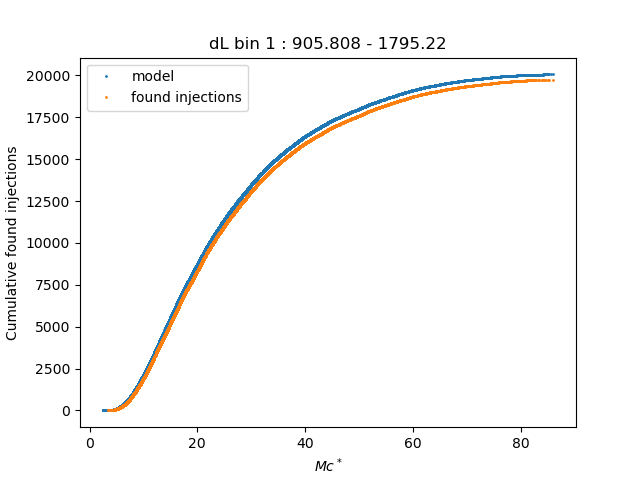 dL bin 1 : 905.808 - 1795.22
model
found injections
Cumulative found injections
20000
17500
15000
12500
10000
7500
5000
2500
0
0 20 40 60 80
Mc*